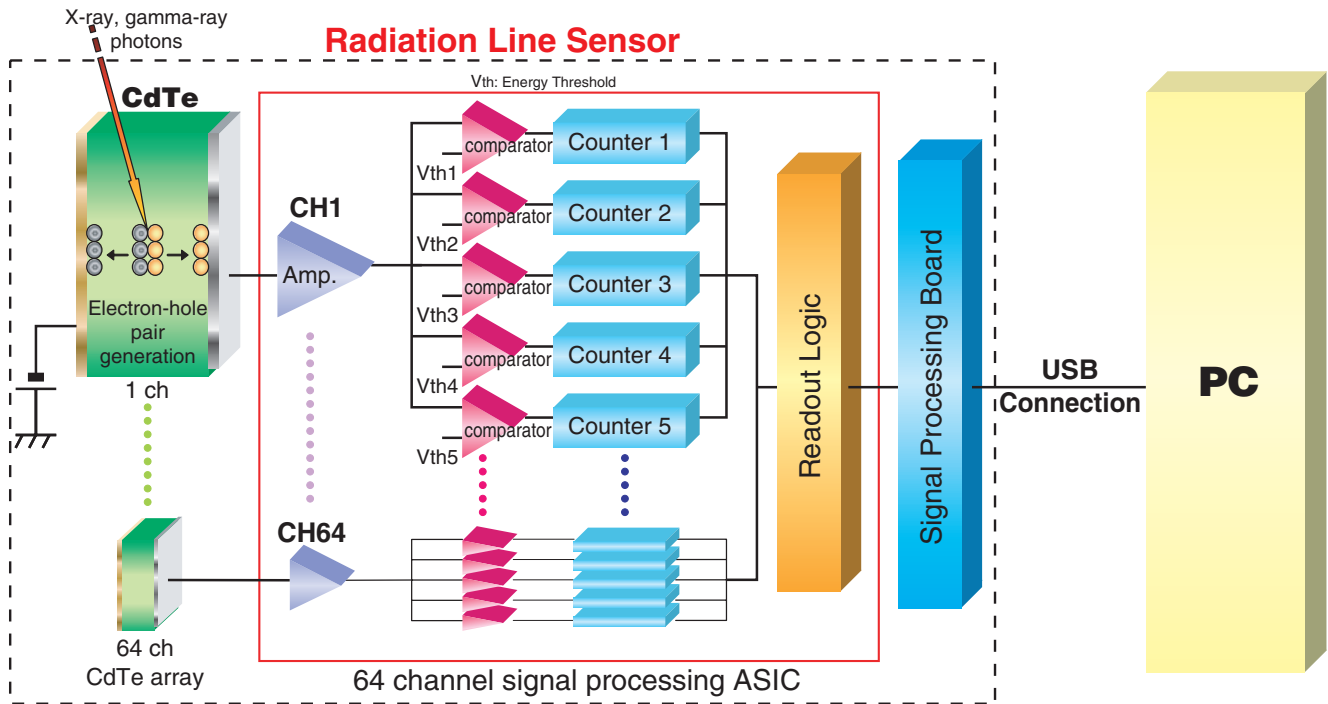 X-ray, gamma-ray
photons
Radiation Line Sensor
Vth: Energy Threshold
CdTe
Electron-hole
pair
generation
1 ch
CH1
Amp.
comparator
Counter 1
Vth1
comparator
Counter 2
Vth2
comparator
Counter 3
Vth3
comparator
Counter 4
Vth4
comparator
Counter 5
Vth5
CH64
64 ch
CdTe array
64 channel signal processing ASIC
Readout Logic
Signal Processing Board
USB
Connection
PC